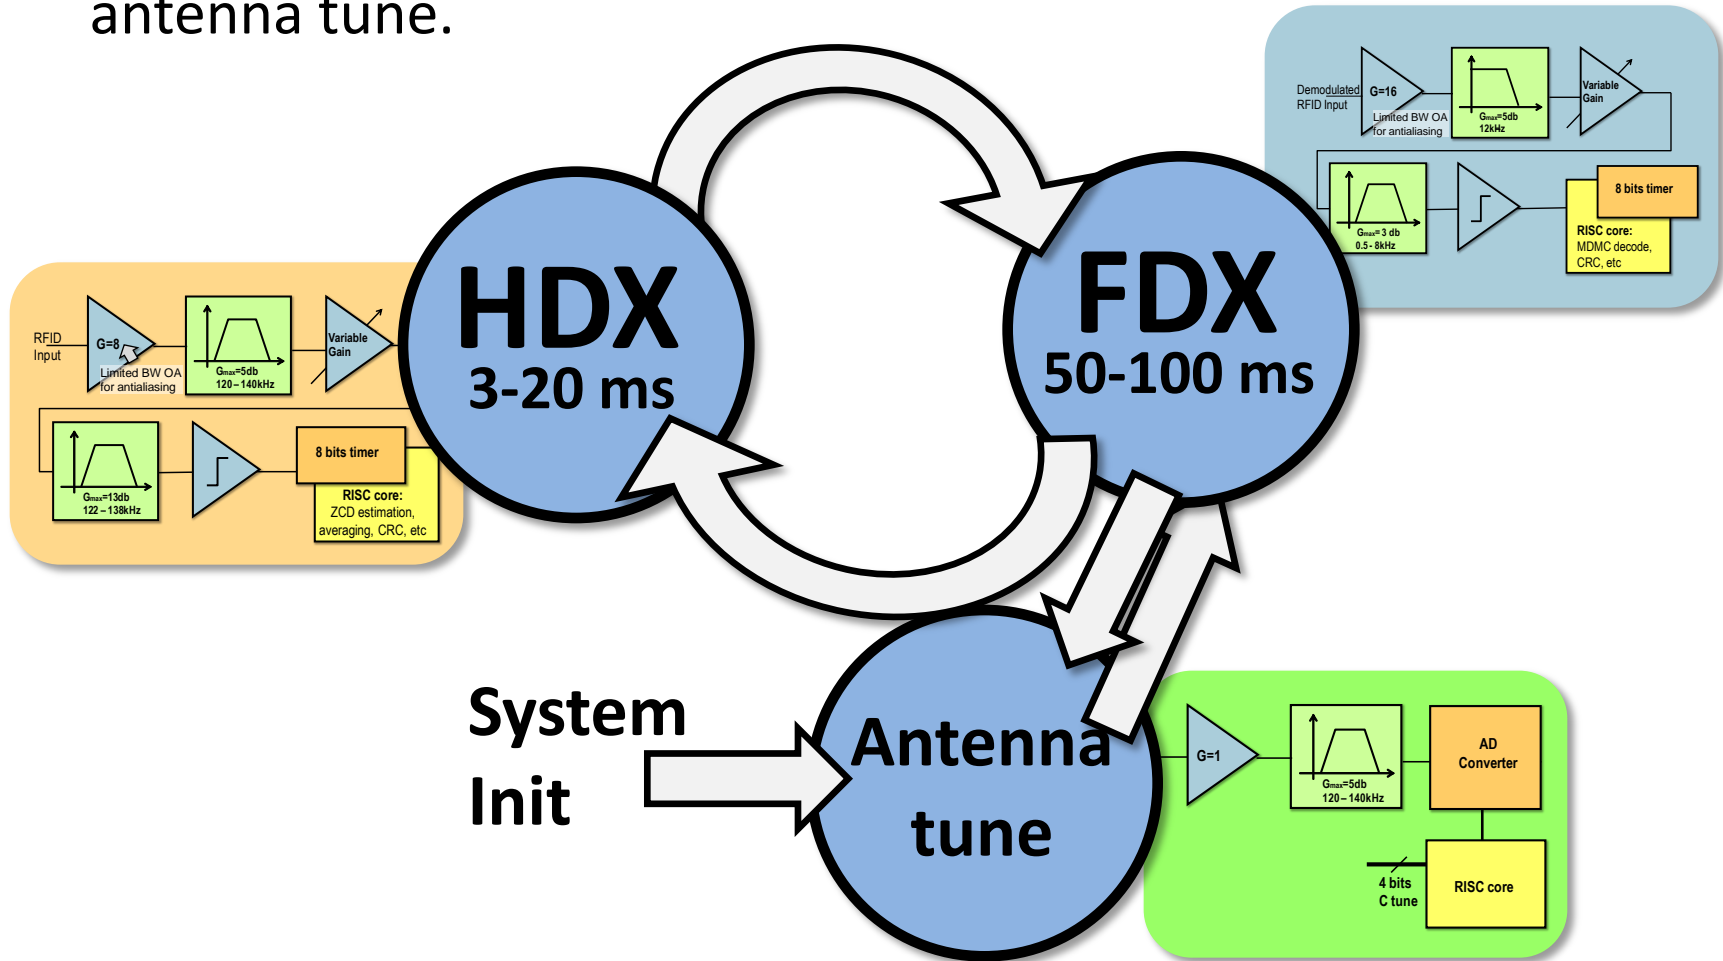 antenna tune.
Demodulated
RFID Input
G=16
Limited BW OA
for antialiasing
Gmax=5db
12kHz
Variable
Gain
Gmax= 3 db
0.5 - 8kHz
8 bits timer
RISC core:
MDMC decode,
CRC, etc
HDX
3-20 ms
FDX
50-100 ms
RFID
Input
G=8
Limited BW OA
for antialiasing
Gmax=5db
120 – 140kHz
Variable
Gain
Gmax=13db
122 – 138kHz
8 bits timer
RISC core:
ZCD estimation,
averaging, CRC, etc
System
Init
Antenna
tune
G=1
Gmax=5db
120 – 140kHz
AD
Converter
4 bits
C tune
RISC core